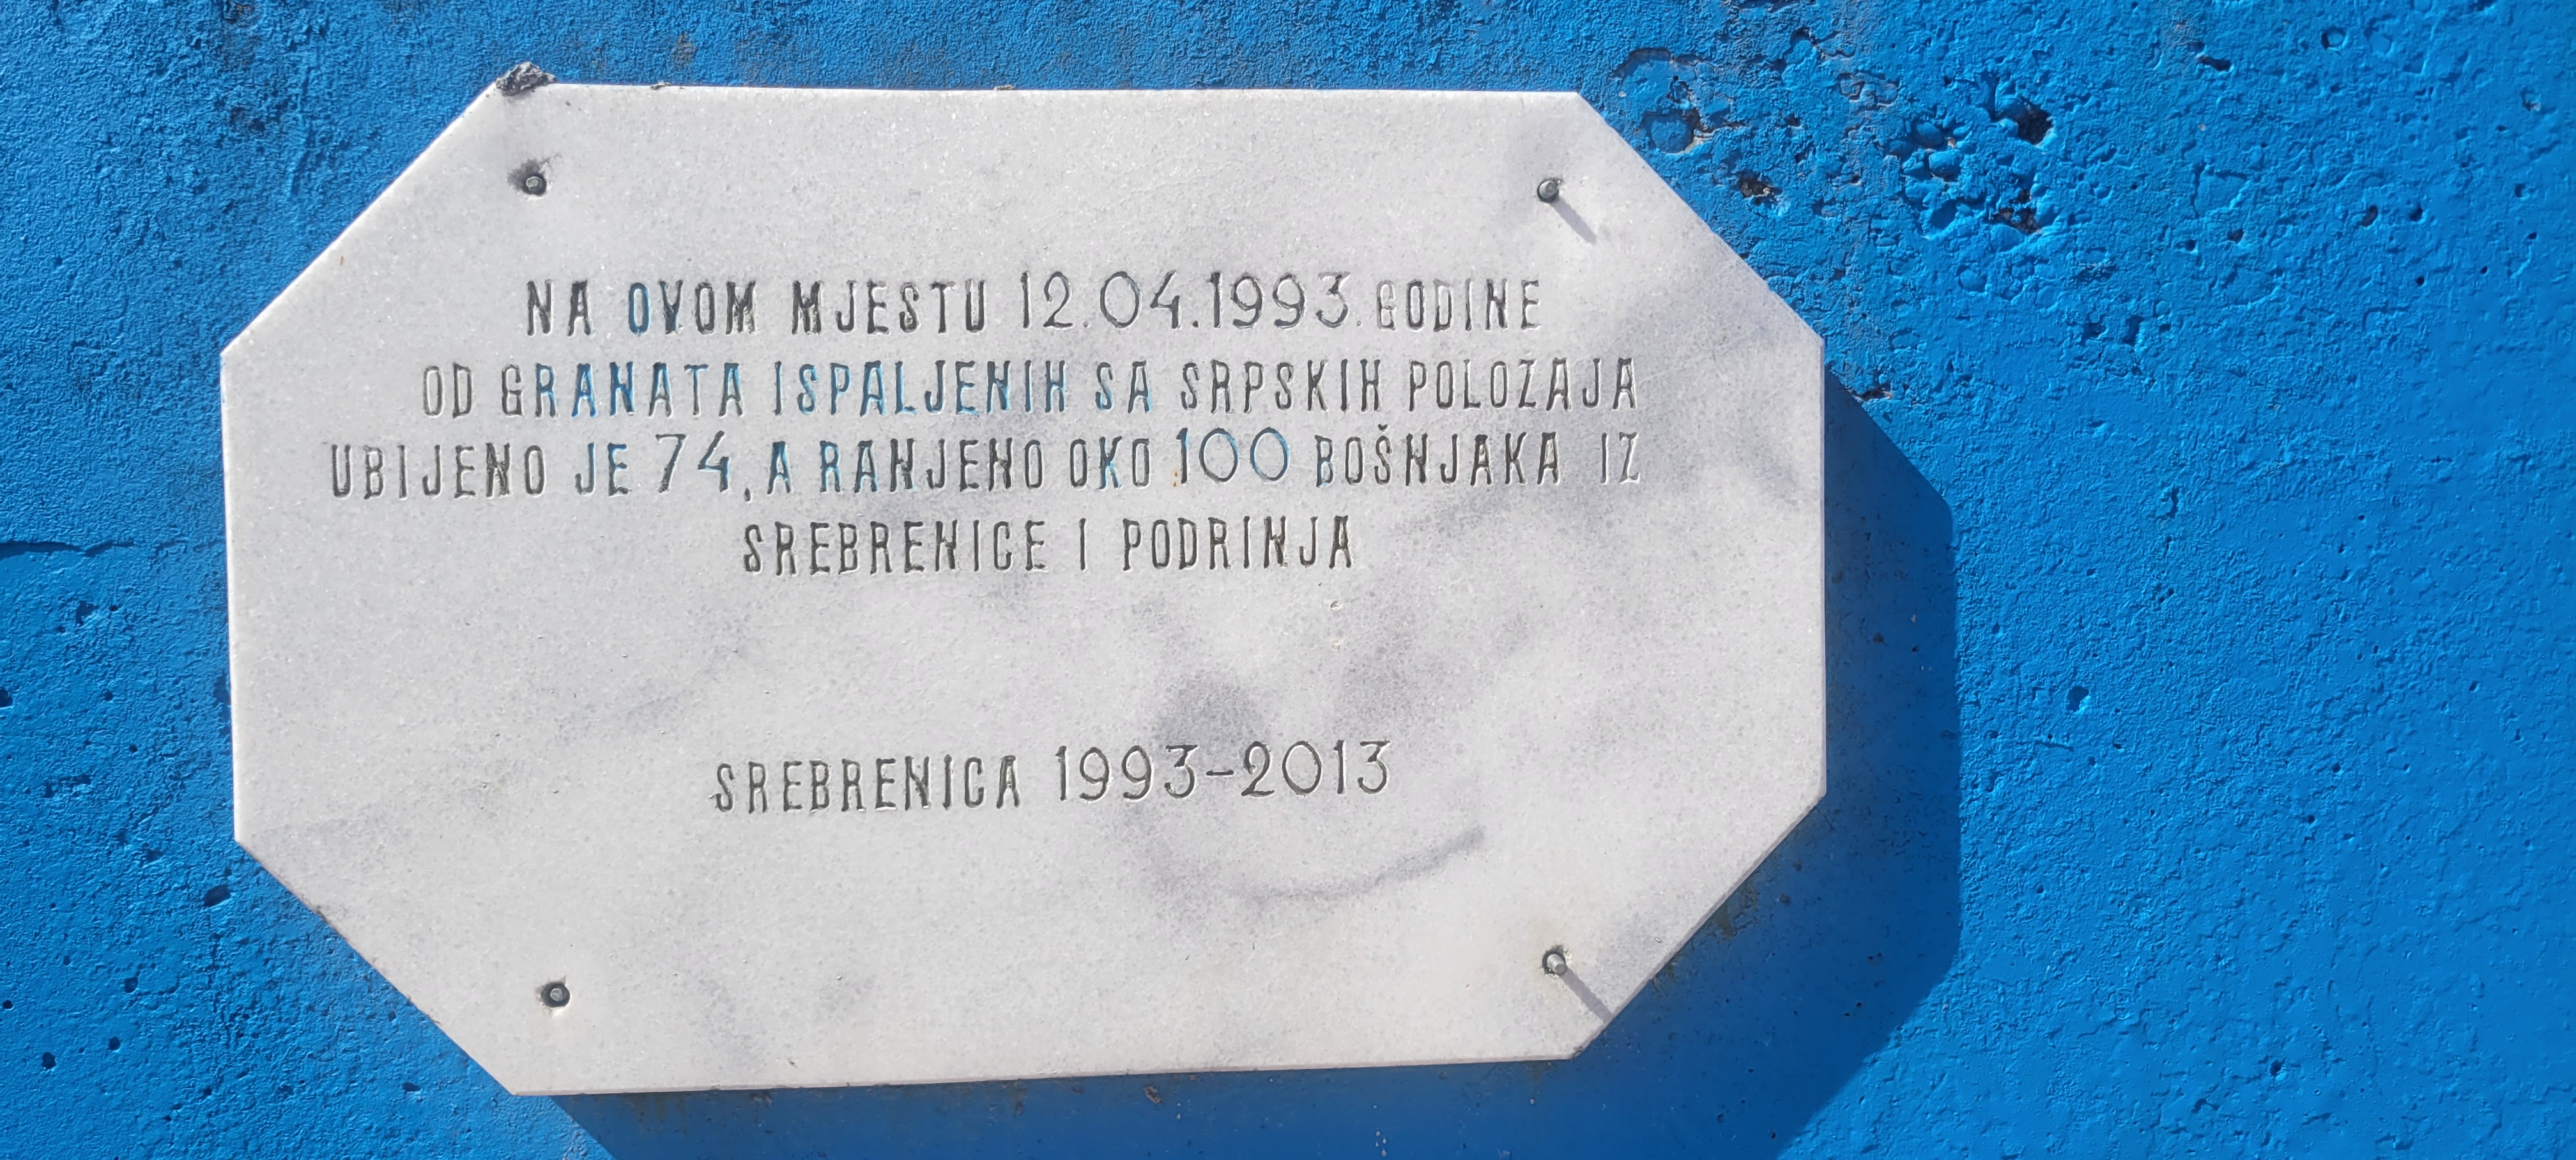 NA OVOM MJESTU 12.04.1993. GODINE
OD GRANATA ISPALJENIH SA SRPSKIH POLOZAJA
UBIJENO JE 74, A RANJENO OKO 100 BOŠNJAKA IZ
SREBRENICE I PODRINJA
SREBRENICA 1993-2013